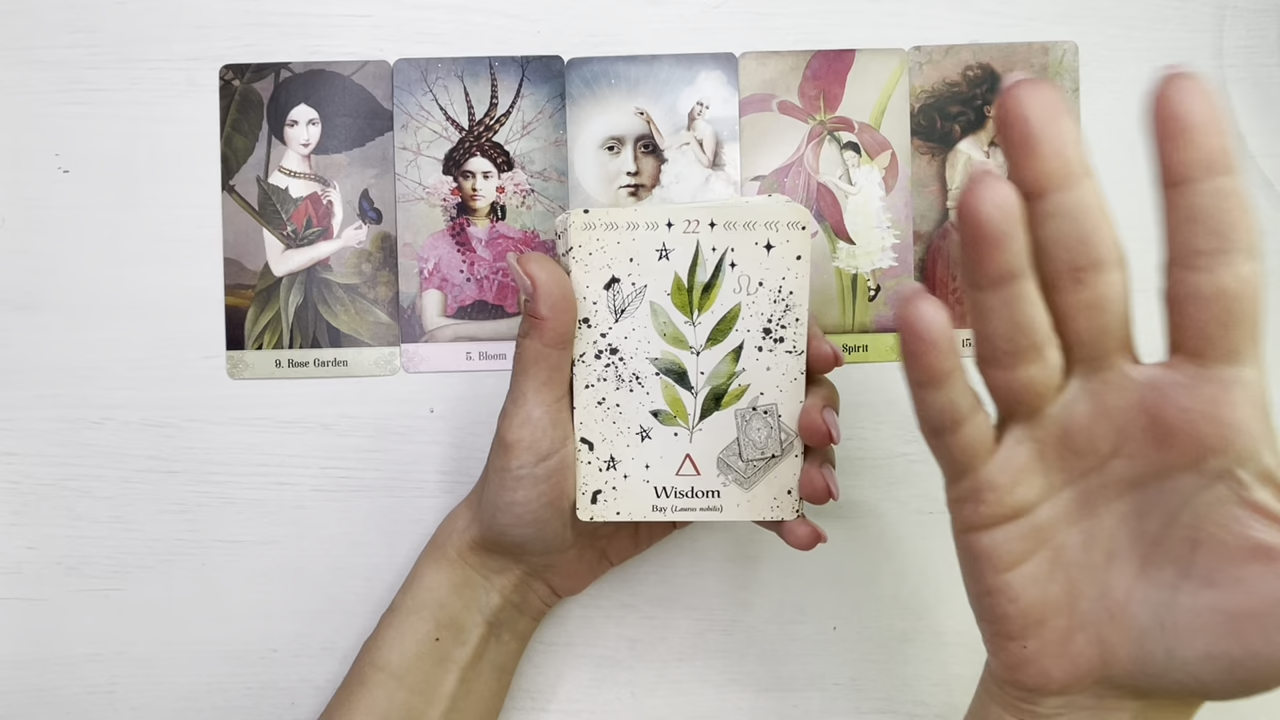 9. Rose Garden
5. Bloom
Spirit
15.
22
Wisdom
Bay (Laurus nobilis)